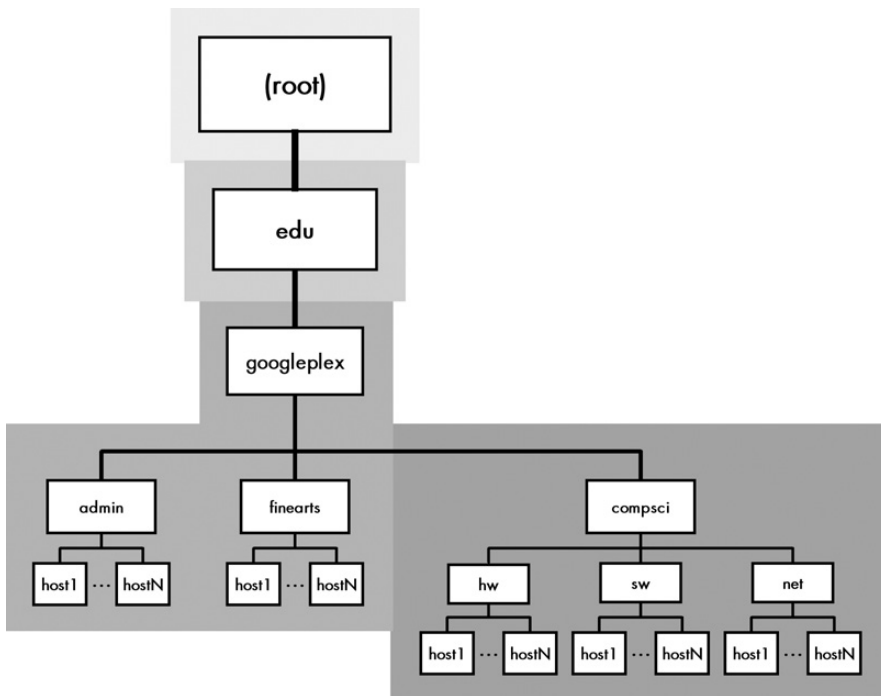 (root)
edu
googleplex
admin
finearts
compsci
host1 ... hostN
host1 ... hostN
hw
sw
net
host1 ... hostN
host1 ... hostN
host1 ... hostN